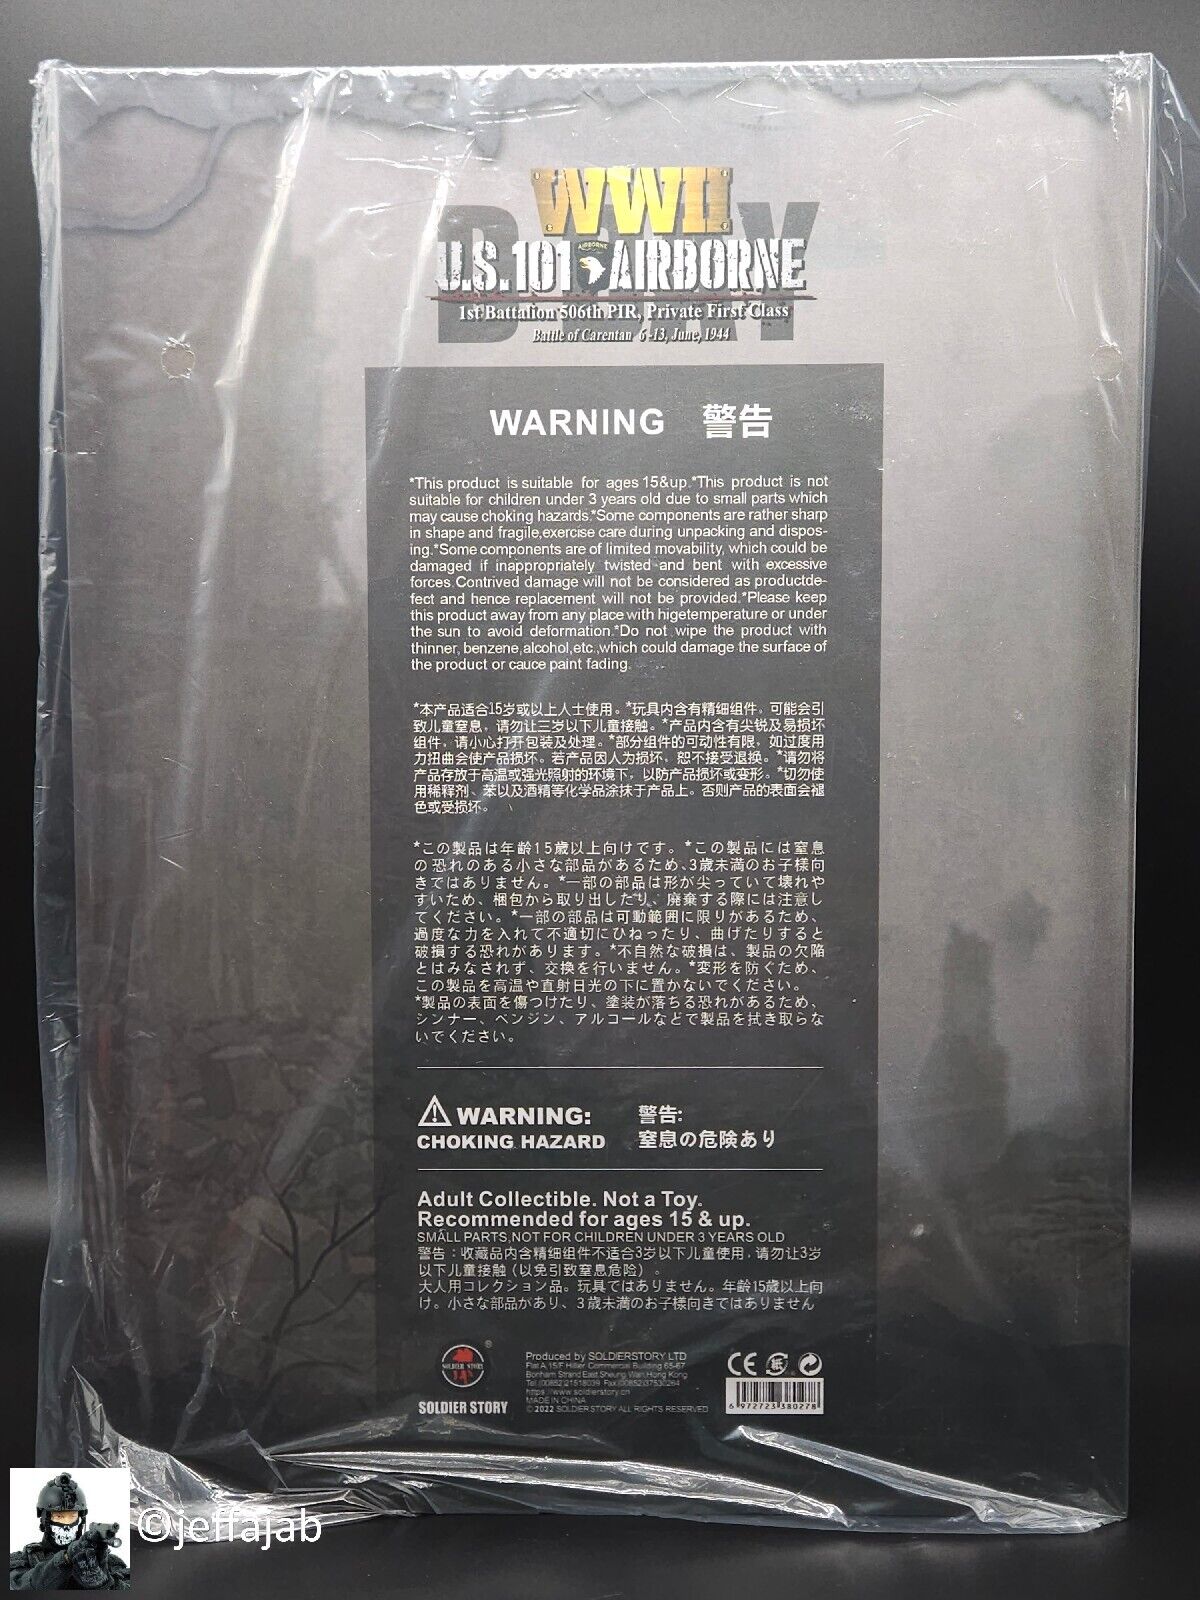 D-DAY
WWII
AIRBORNE
U.S.101 AIRBORNE
1st Battalion 506th PIR, Private First Class
Battle of Carentan 6-13, June, 1944
WARNING 警告
*This product is suitable for ages 15&up.*This product is not
suitable for children under 3 years old due to small parts which
may cause choking hazards.*Some components are rather sharp
in shape and fragile,exercise care during unpacking and dispos-
ing.*Some components are of limited movability, which could be
damaged if inappropriately twisted and bent with excessive
forces.Contrived damage will not be considered as productde-
fect and hence replacement will not be provided.*Please keep
this product away from any place with higetemperature or under
the sun to avoid deformation.*Do not wipe the product with
thinner, benzene,alcohol,etc.,which could damage the surface of
the product or cauce paint fading.
*本产品适合15岁或以上人士使用。*玩具内含有精细组件，可能会引
致儿童窒息，请勿让三岁以下儿童接触。*产品内含有尖锐及易损坏
组件，请小心打开包装及处理。*部分组件的可动性有限，如过度用
力扭曲会使产品损坏。若产品因人为损坏，恕不接受退换。*请勿将
产品存放于高温或强光照射的环境下，以防产品损坏或变形。*切勿使
用稀释剂、苯以及酒精等化学品涂抹于产品上。否则产品的表面会褪
色或受损坏。
*この製品は年齢15歳以上向けです。*この製品には窒息
の恐れのある小さな部品があるため、3歳未満のお子様向
きではありません。*一部の部品は形が尖っていて壊れや
すいため、梱包から取り出したり、廃棄する際には注意し
てください。*一部の部品は可動範囲に限りがあるため、
過度な力を入れて不適切にひねったり、曲げたりすると
破損する恐れがあります。*不自然な破損は、製品の欠陥
とはみなされず、交換を行いません。*変形を防ぐため、
この製品を高温や直射日光の下に置かないでください。
*製品の表面を傷つけたり、塗装が落ちる恐れがあるため、
シンナー、ベンジン、アルコールなどで製品を拭き取らな
いでください。
WARNING: 警告:
CHOKING HAZARD 窒息の危険あり
Adult Collectible. Not a Toy.
Recommended for ages 15 & up.
SMALL PARTS,NOT FOR CHILDREN UNDER 3 YEARS OLD
警告：收藏品内含精细组件不适合3岁以下儿童使用，请勿让3岁
以下儿童接触（以免引致窒息危险）。
大人用コレクション品。玩具ではありません。年齢15歳以上向
け。小さな部品があり、3歳未満のお子様向きではありません
SOLDIER STORY
®
SOLDIER STORY
Produced by SOLDIERSTORY LTD
Flat A,15/F Hillier Commercial Building 65-67
Bonham Strand East,Sheung Wan,Hong Kong
Tel:(00852)21518039 Fax:(00852)37530264
https://www.soldierstory.cn
MADE IN CHINA
© 2022 SOLDIERSTORY ALL RIGHTS RESERVED
CE 紙
6 972723 380278
©jeffajab